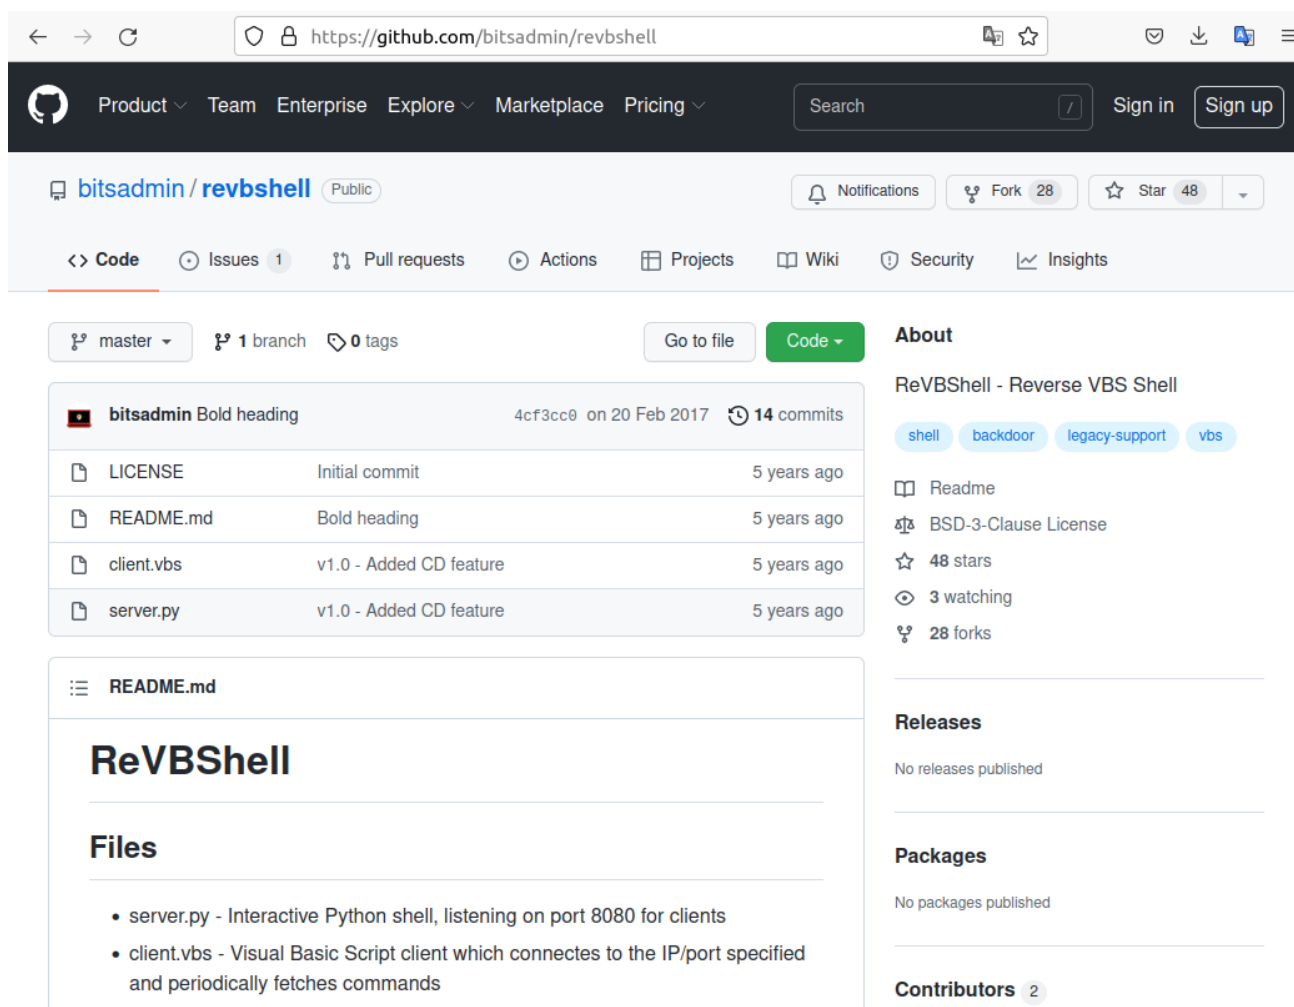 https://github.com/bitsadmin/revbshell
Product Team Enterprise Explore Marketplace Pricing Search / Sign in Sign up
bitsadmin / revbshell Public Notifications Fork 28 Star 48
Code Issues 1 Pull requests Actions Projects Wiki Security Insights
master 1 branch 0 tags Go to file Code
bitsadmin Bold heading 4cf3cc0 on 20 Feb 2017 14 commits
LICENSE Initial commit 5 years ago
README.md Bold heading 5 years ago
client.vbs v1.0 - Added CD feature 5 years ago
server.py v1.0 - Added CD feature 5 years ago
README.md
ReVBShell
Files
• server.py - Interactive Python shell, listening on port 8080 for clients
• client.vbs - Visual Basic Script client which connectes to the IP/port specified
and periodically fetches commands
About
ReVBShell - Reverse VBS Shell
shell backdoor legacy-support vbs
Readme
BSD-3-Clause License
48 stars
3 watching
28 forks
Releases
No releases published
Packages
No packages published
Contributors 2